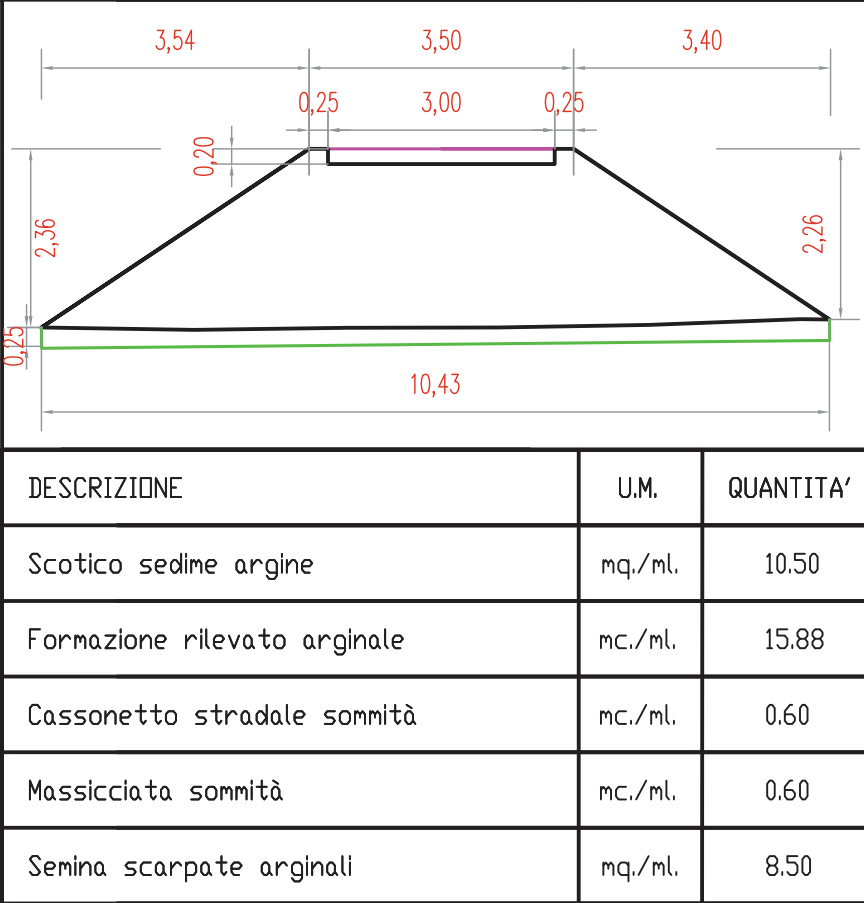 3,54 3,50 3,40
0,25 3,00 0,25
0,20
2,36 2,26
0,25
10,43
DESCRIZIONE U.M. QUANTITA'
Scotico sedime argine mq./ml. 10.50
Formazione rilevato arginale mc./ml. 15.88
Cassonetto stradale sommità mc./ml. 0.60
Massicciata sommità mc./ml. 0.60
Semina scarpate arginali mq./ml. 8.50